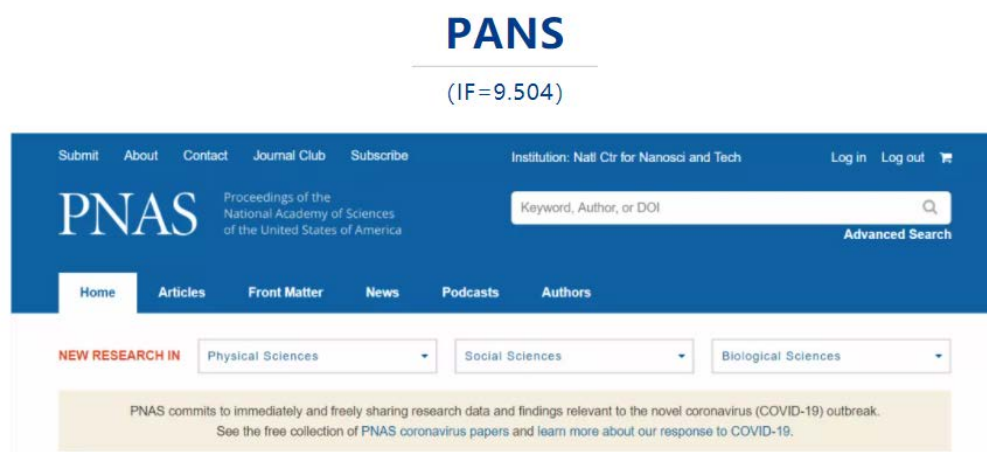 PANS
(IF=9.504)
Submit About Contact Journal Club Subscribe Institution: Natl Ctr for Nanosci and Tech Log in Log out
PNAS
Proceedings of the
National Academy of Sciences
of the United States of America
Keyword, Author, or DOI
Advanced Search
Home Articles Front Matter News Podcasts Authors
NEW RESEARCH IN Physical Sciences Social Sciences Biological Sciences
PNAS commits to immediately and freely sharing research data and findings relevant to the novel coronavirus (COVID-19) outbreak.
See the free collection of PNAS coronavirus papers and learn more about our response to COVID-19.